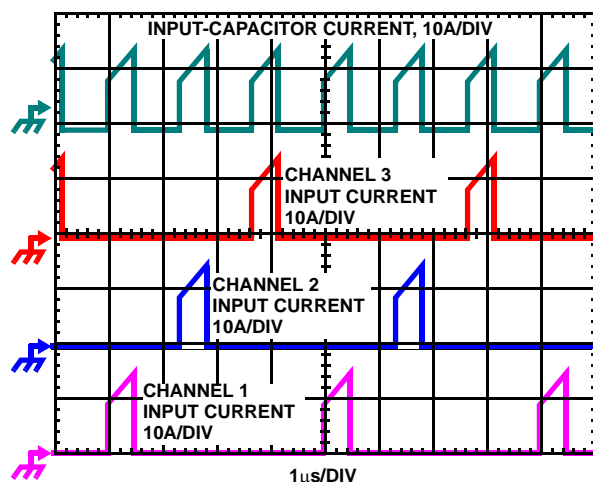 INPUT-CAPACITOR CURRENT, 10A/DIV
CHANNEL 3
INPUT CURRENT
10A/DIV
CHANNEL 2
INPUT CURRENT
10A/DIV
CHANNEL 1
INPUT CURRENT
10A/DIV
1μs/DIV